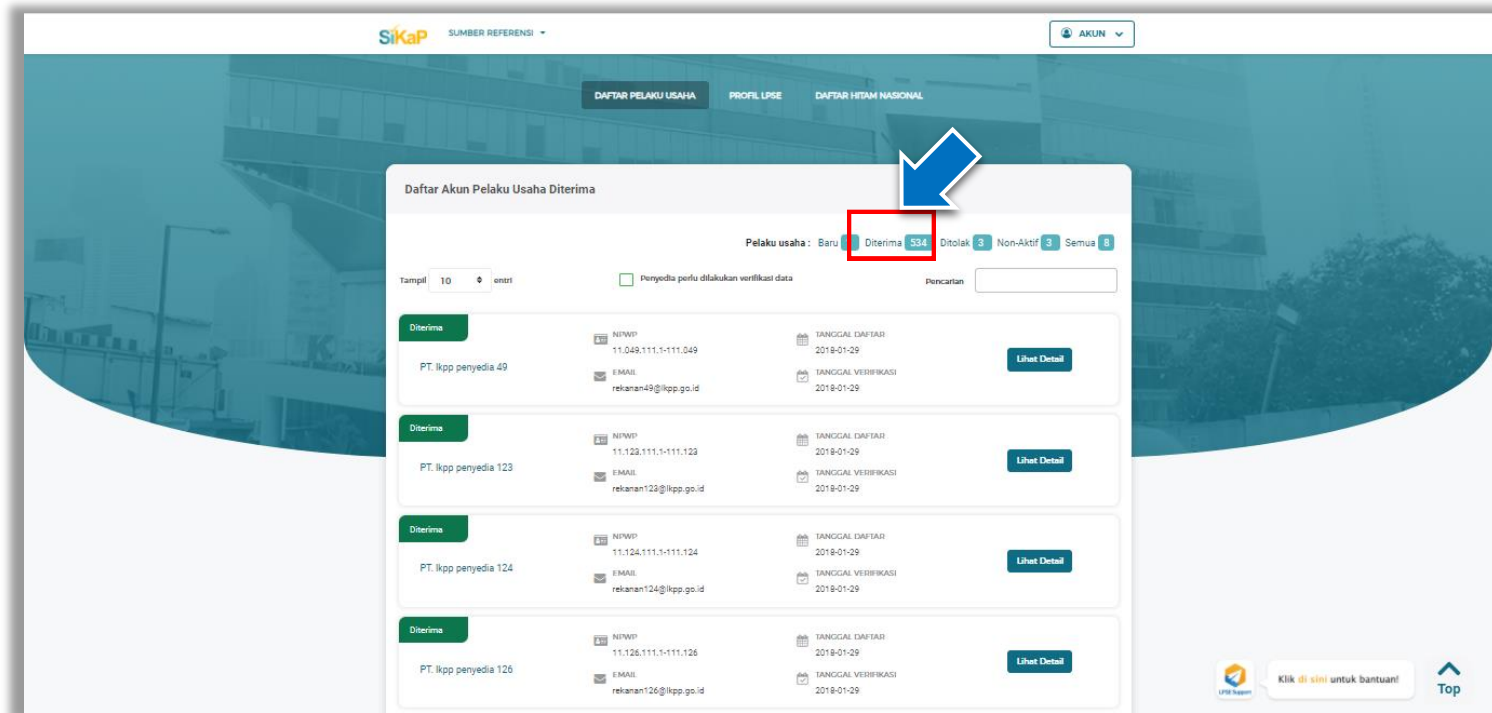 SiKaP SUMBER REFERENSI AKUN
DAFTAR PELAKU USAHA PROFIL LPSE DAFTAR HITAM NASIONAL
Daftar Akun Pelaku Usaha Diterima
Pelaku usaha : Baru Diterima 534 Ditolak 3 Non-Aktif 3 Semua 8
Tampil 10 entri Penyedia perlu dilakukan verifikasi data Pencarian
Diterima
PT. lkpp penyedia 49
NPWP
11.049.111.1-111.049
EMAIL
rekanan49@lkpp.go.id
TANGGAL DAFTAR
2018-01-29
TANGGAL VERIFIKASI
2018-01-29
Lihat Detail
Diterima
PT. lkpp penyedia 123
NPWP
11.123.111.1-111.123
EMAIL
rekanan123@lkpp.go.id
TANGGAL DAFTAR
2018-01-29
TANGGAL VERIFIKASI
2018-01-29
Lihat Detail
Diterima
PT. lkpp penyedia 124
NPWP
11.124.111.1-111.124
EMAIL
rekanan124@lkpp.go.id
TANGGAL DAFTAR
2018-01-29
TANGGAL VERIFIKASI
2018-01-29
Lihat Detail
Diterima
PT. lkpp penyedia 126
NPWP
11.126.111.1-111.126
EMAIL
rekanan126@lkpp.go.id
TANGGAL DAFTAR
2018-01-29
TANGGAL VERIFIKASI
2018-01-29
Lihat Detail
LPSE Support
Klik di sini untuk bantuan!
Top